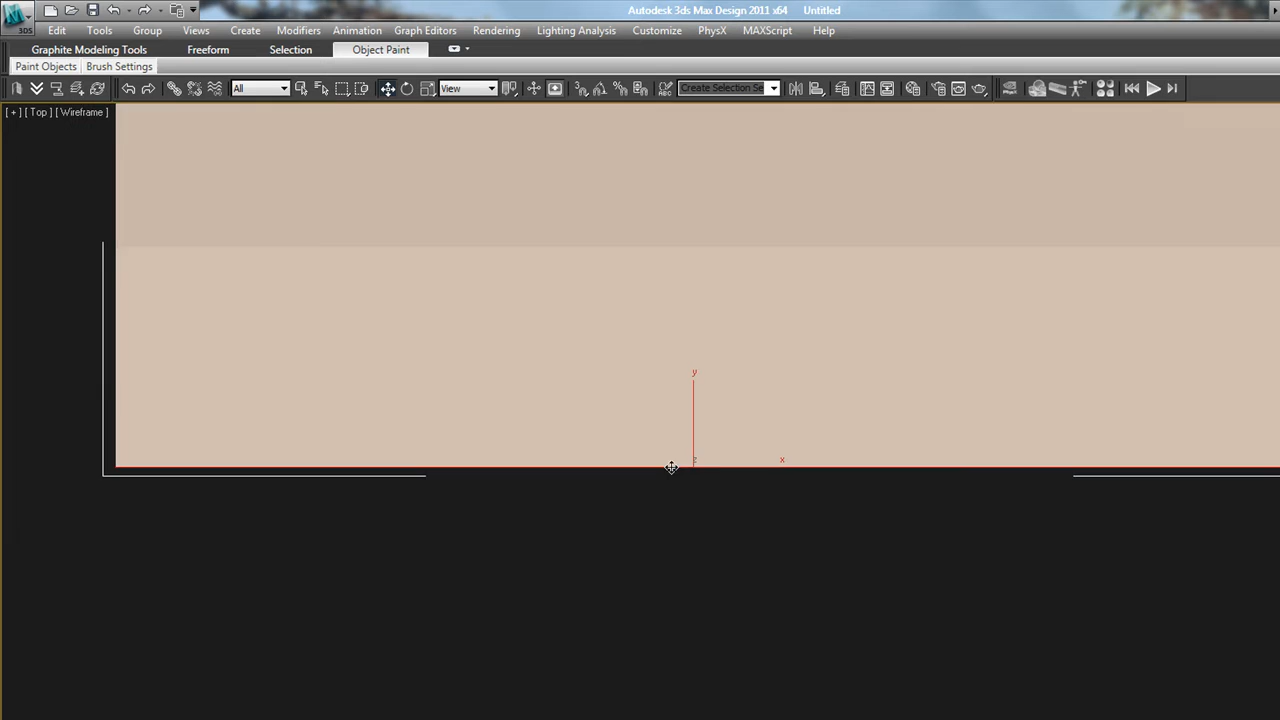 Autodesk 3ds Max Design 2011 x64 Untitled
3DS
Edit Tools Group Views Create Modifiers Animation Graph Editors Rendering Lighting Analysis Customize PhysX MAXScript Help
Graphite Modeling Tools Freeform Selection Object Paint
Paint Objects Brush Settings
All View Create Selection Se
[ + ] [ Top ] [ Wireframe ]
y
z x